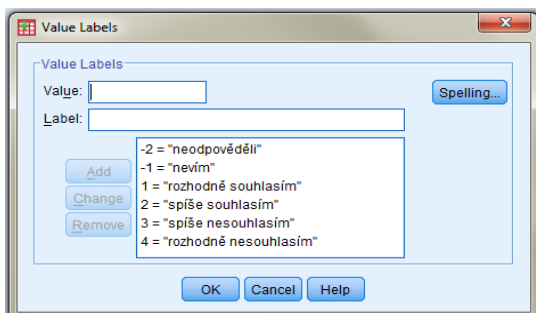 Value Labels
Value Labels
Value:
Spelling...
Label:
-2 = "neodpověděli"
-1 = "nevím"
1 = "rozhodně souhlasím"
2 = "spíše souhlasím"
3 = "spíše nesouhlasím"
4 = "rozhodně nesouhlasím"
Add
Change
Remove
OK Cancel Help